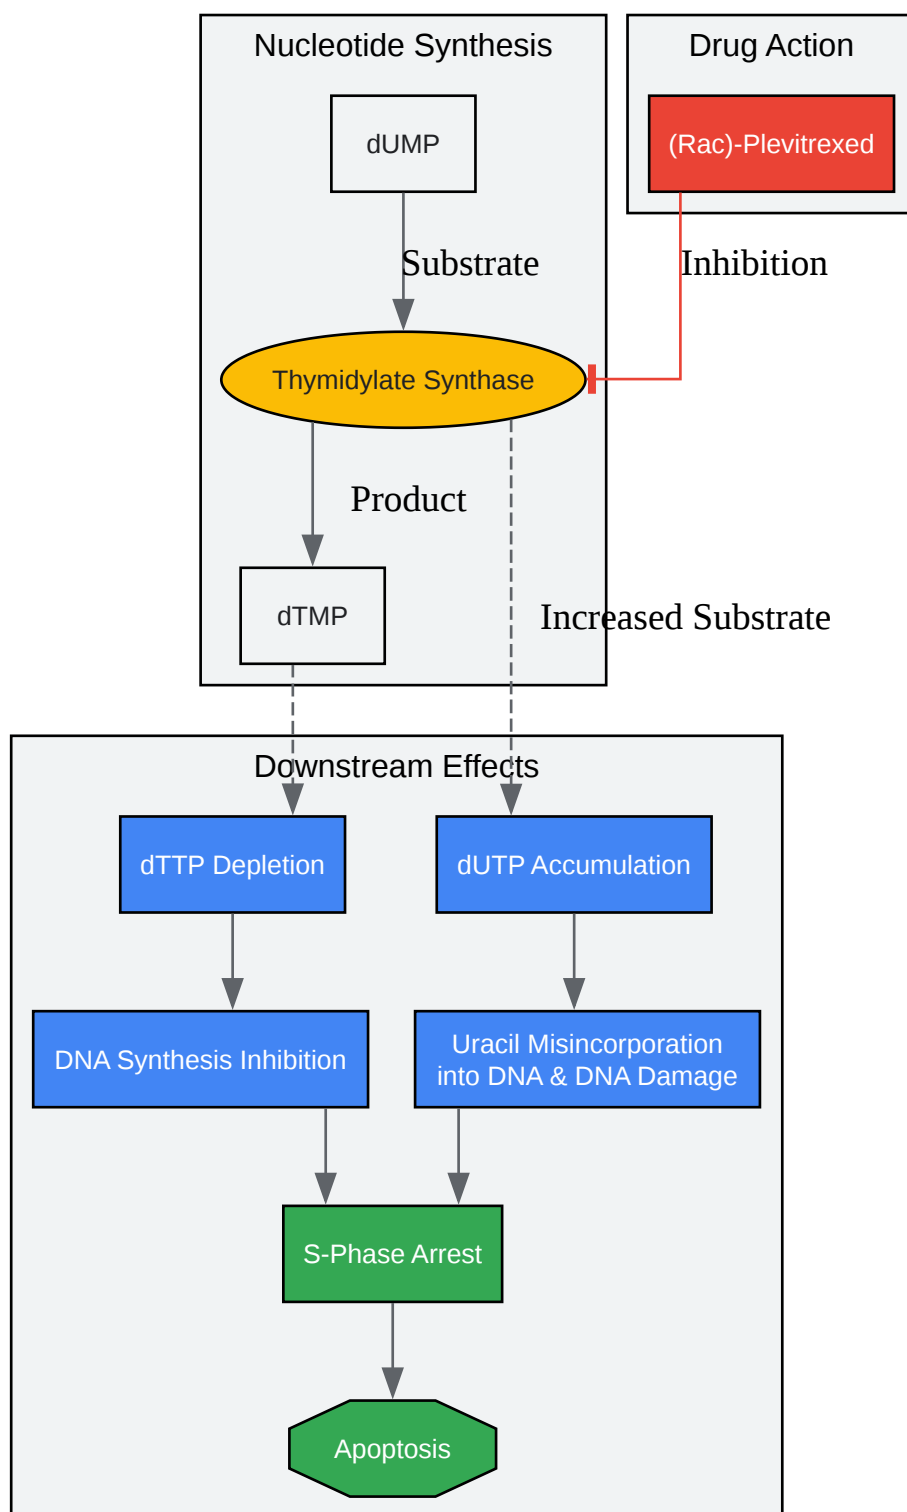 Nucleotide Synthesis
Drug Action
dUMP
(Rac)-Plevitrexed
Substrate
Inhibition
Thymidylate Synthase
Product
dTMP
Increased Substrate
Downstream Effects
dTTP Depletion
dUTP Accumulation
DNA Synthesis Inhibition
Uracil Misincorporation
into DNA & DNA Damage
S-Phase Arrest
Apoptosis